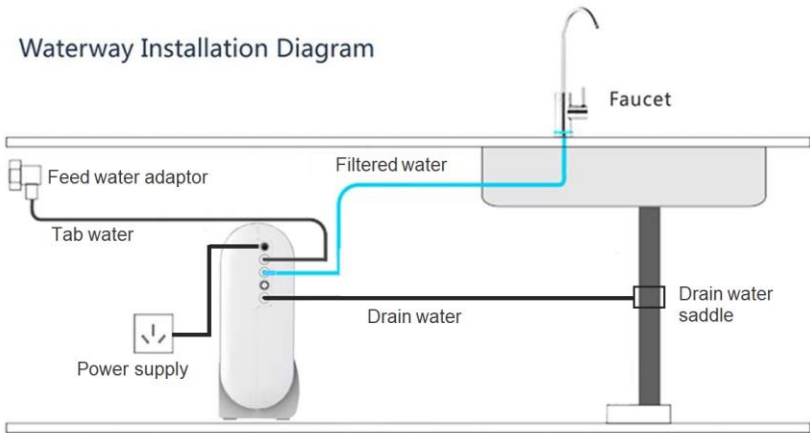 Waterway Installation Diagram
Faucet
Filtered water
Feed water adaptor
Tab water
Drain water
Drain water
saddle
Power supply